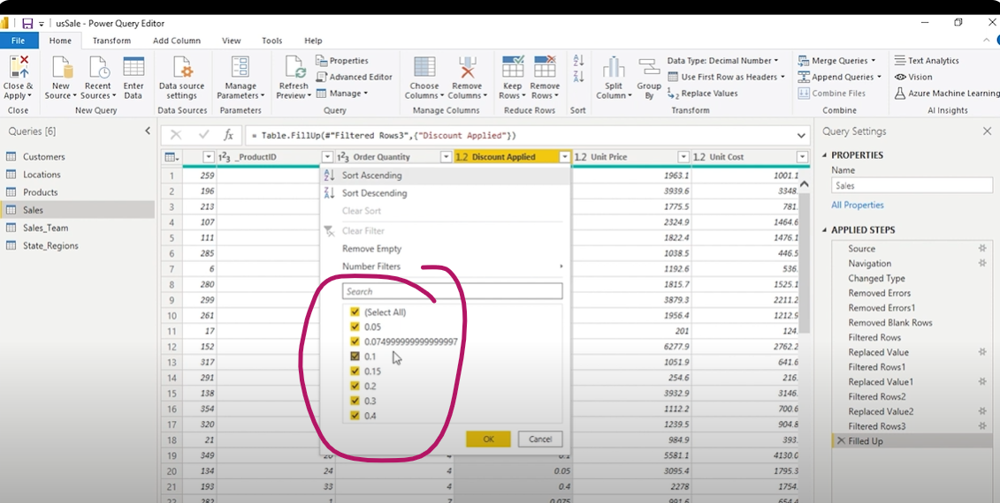 usSale - Power Query Editor
File Home Transform Add Column View Tools Help
Close & Apply
New Source
Recent Sources
Enter Data
Data source settings
Manage Parameters
Refresh Preview
Properties
Advanced Editor
Manage
Choose Columns
Remove Columns
Keep Rows
Remove Rows
Split Column
Group By
Data Type: Decimal Number
Use First Row as Headers
Replace Values
Merge Queries
Append Queries
Combine Files
Text Analytics
Vision
Azure Machine Learning
Close New Query Data Sources Parameters Query Manage Columns Reduce Rows Sort Transform Combine AI Insights
Queries [6]
Customers
Locations
Products
Sales
Sales_Team
State_Regions
fx = Table.FillUp(#"Filtered Rows3",{"Discount Applied"})
1²3 _ProductID 1²3 Order Quantity 1.2 Discount Applied 1.2 Unit Price 1.2 Unit Cost
1 259 1963.1 1001.1
2 196 3939.6 3348.
3 213 1775.5 781.
4 107 2324.9 1464.6
5 111 1822.4 1476.1
6 285 1038.5 446.5
7 6 1192.6 536.
8 280 1815.7 1525.1
9 299 3879.3 2211.2
10 261 1956.4 1212.9
11 17 201 124.
12 152 6277.9 2762.2
13 317 1051.9 641.6
14 291 254.6 216.
15 138 3932.9 3146.
16 354 1112.2 700.6
17 320 1239.5 904.8
18 21 984.9 393.
19 349 20 4 0.1 5581.1 4130.0
20 134 24 4 0.05 3095.4 1795.3
21 193 33 4 0.4 2278 1754.
22 282 1 7 0.075 991.6 654.4
Sort Ascending
Sort Descending
Clear Sort
Clear Filter
Remove Empty
Number Filters
Search
(Select All)
0.05
0.074999999999999997
0.1
0.15
0.2
0.3
0.4
OK Cancel
Query Settings
PROPERTIES
Name
Sales
All Properties
APPLIED STEPS
Source
Navigation
Changed Type
Removed Errors
Removed Errors1
Removed Blank Rows
Filtered Rows
Replaced Value
Filtered Rows1
Replaced Value1
Filtered Rows2
Replaced Value2
Filtered Rows3
Filled Up